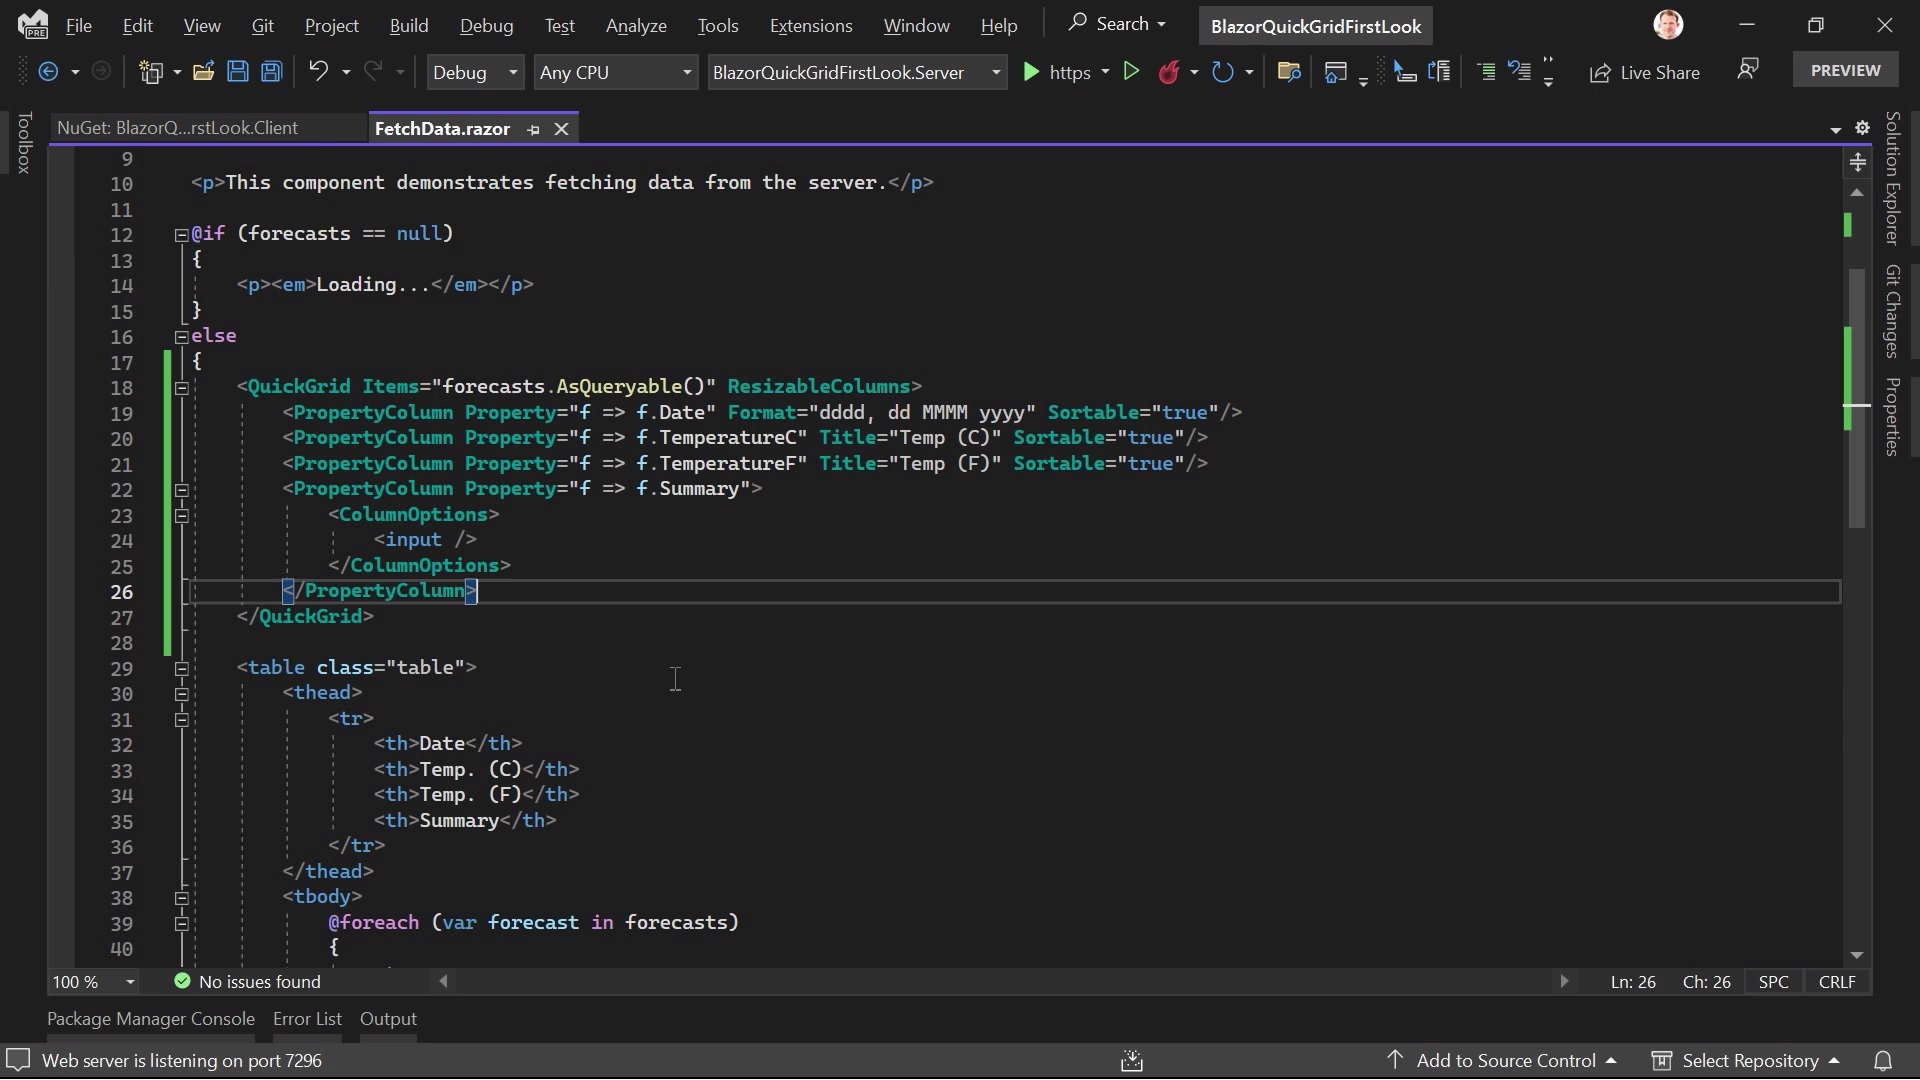 File Edit View Git Project Build Debug Test Analyze Tools Extensions Window Help Search BlazorQuickGridFirstLook
PRE
Debug Any CPU BlazorQuickGridFirstLook.Server https Live Share PREVIEW
NuGet: BlazorQ...rstLook.Client FetchData.razor
Toolbox
9
10 <p>This component demonstrates fetching data from the server.</p>
11
12 @if (forecasts == null)
13 {
14 <p><em>Loading...</em></p>
15 }
16 else
17 {
18 <QuickGrid Items="forecasts.AsQueryable()" ResizableColumns>
19 <PropertyColumn Property="f => f.Date" Format="dddd, dd MMMM yyyy" Sortable="true"/>
20 <PropertyColumn Property="f => f.TemperatureC" Title="Temp (C)" Sortable="true"/>
21 <PropertyColumn Property="f => f.TemperatureF" Title="Temp (F)" Sortable="true"/>
22 <PropertyColumn Property="f => f.Summary">
23 <ColumnOptions>
24 <input />
25 </ColumnOptions>
26 </PropertyColumn>
27 </QuickGrid>
28
29 <table class="table">
30 <thead>
31 <tr>
32 <th>Date</th>
33 <th>Temp. (C)</th>
34 <th>Temp. (F)</th>
35 <th>Summary</th>
36 </tr>
37 </thead>
38 <tbody>
39 @foreach (var forecast in forecasts)
40 {
Solution Explorer
Git Changes
Properties
100 % No issues found Ln: 26 Ch: 26 SPC CRLF
Package Manager Console Error List Output
Web server is listening on port 7296 Add to Source Control Select Repository